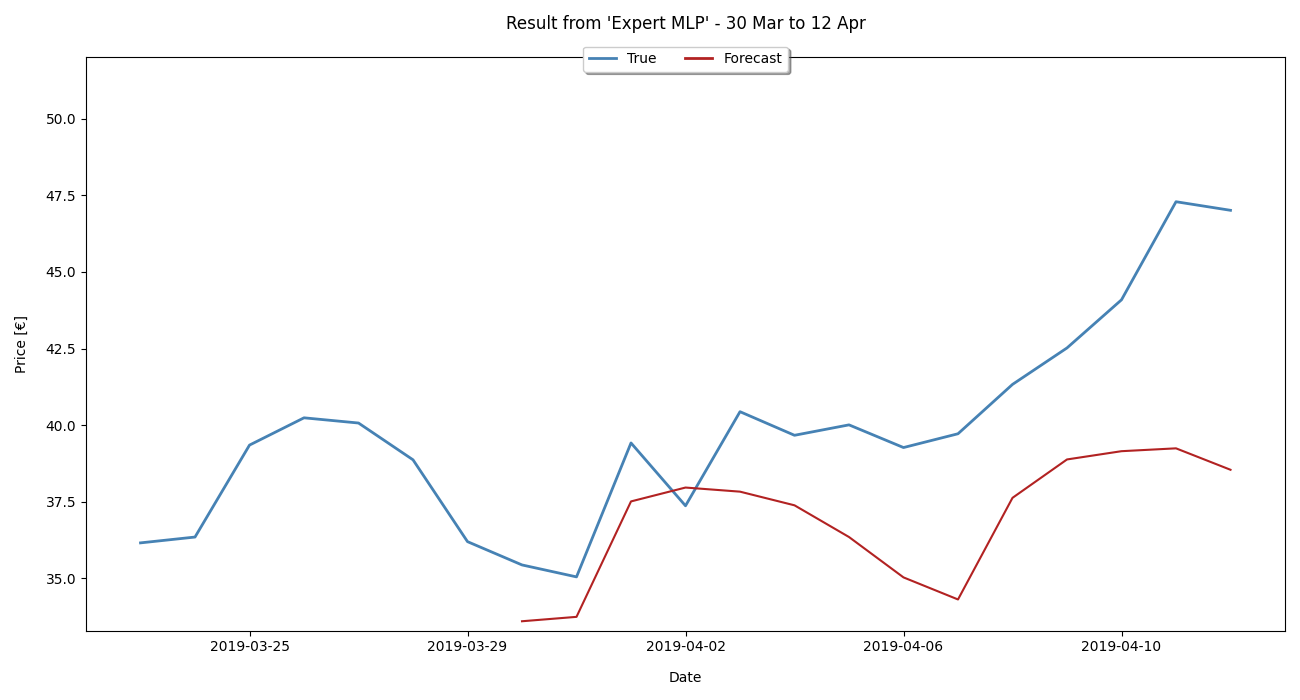 Result from 'Expert MLP' - 30 Mar to 12 Apr
True Forecast
50.0
47.5
45.0
42.5
40.0
37.5
35.0
Price [€]
2019-03-25 2019-03-29 2019-04-02 2019-04-06 2019-04-10
Date